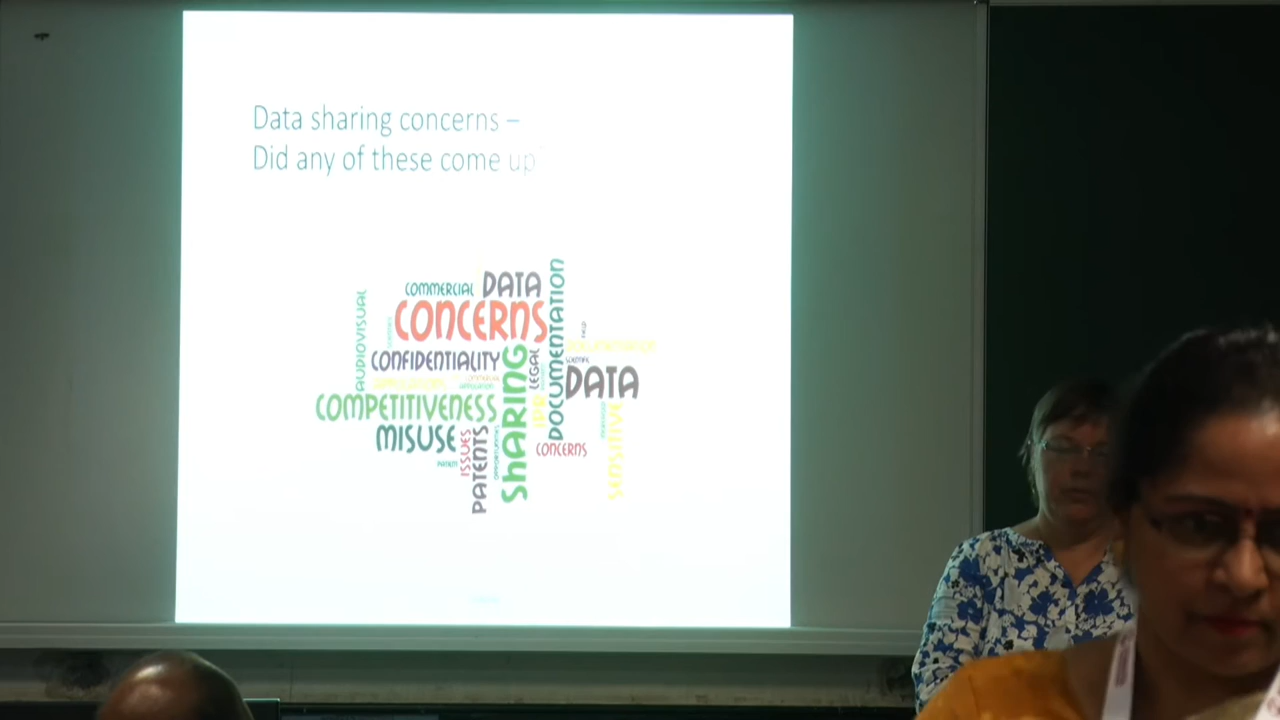 Data sharing concerns –
Did any of these come up
COMMERCIAL
DATA
CONCERNS
AUDIOVISUAL
DOCUMENTATION
CONFIDENTIALITY
LEGAL
DATA
COMPETITIVENESS
SHARING
IPR
MISUSE
ISSUES
PATENTS
CONCERNS
SENSITIVE